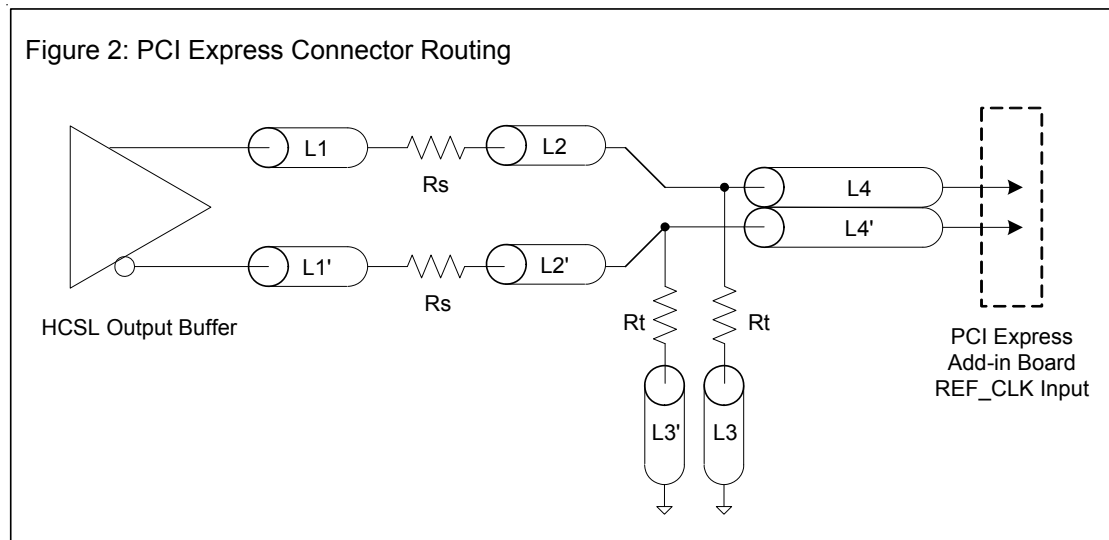 Figure 2: PCI Express Connector Routing
L1
Rs
L2
L4
L4'
L1'
Rs
L2'
HCSL Output Buffer
Rt
Rt
L3'
L3
PCI Express
Add-in Board
REF_CLK Input